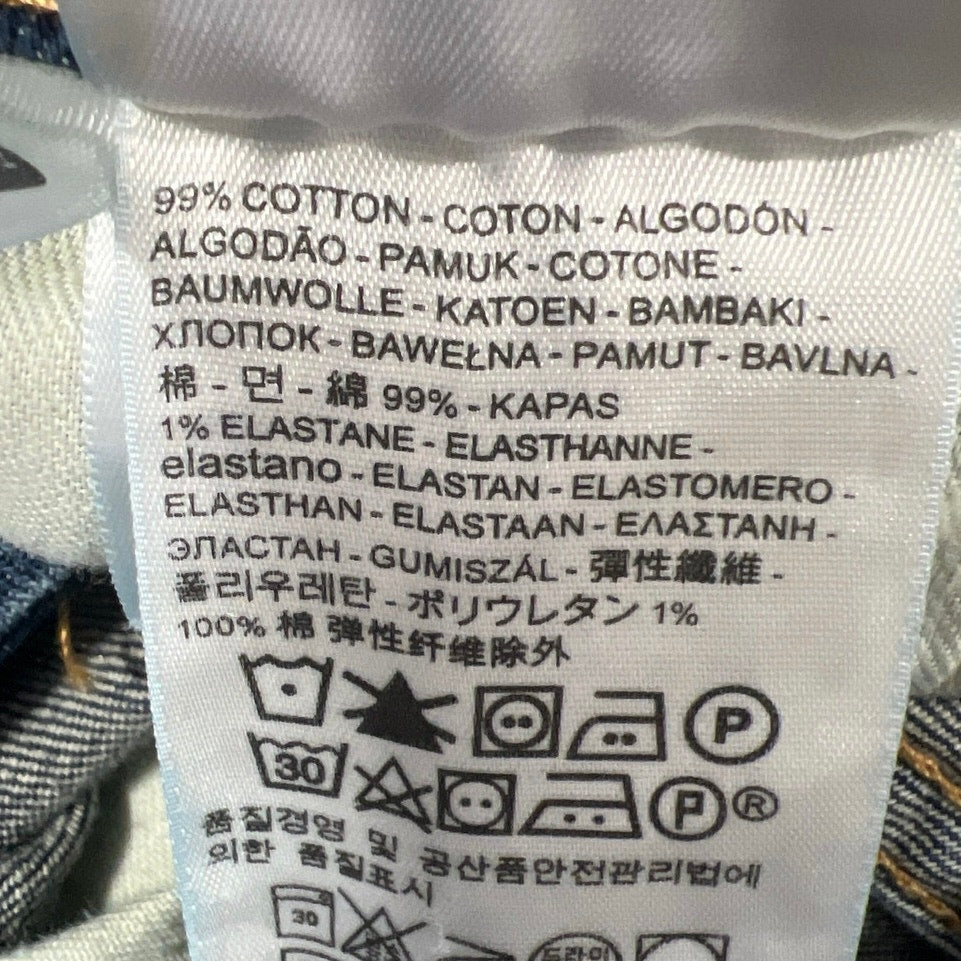 99% COTTON - COTON - ALGODÓN -
ALGODÃO - PAMUK - COTONE -
BAUMWOLLE - KATOEN - BAMBAKI -
ХЛОПОК - BAWEŁNA - PAMUT - BAVLNA -
棉 - 면 - 綿 99% - KAPAS
1% ELASTANE - ELASTHANNE -
elastano - ELASTAN - ELASTOMERO -
ELASTHAN - ELASTAAN - ΕΛΑΣΤΑΝΗ -
ЭЛАСТАН - GUMISZÁL - 彈性纖維 -
폴리우레탄 - ポリウレタン 1%
100% 棉 弹性纤维除外
P
30 P ®
품질경영 및 공산품안전관리법에
의한 품질표시
30
드라이